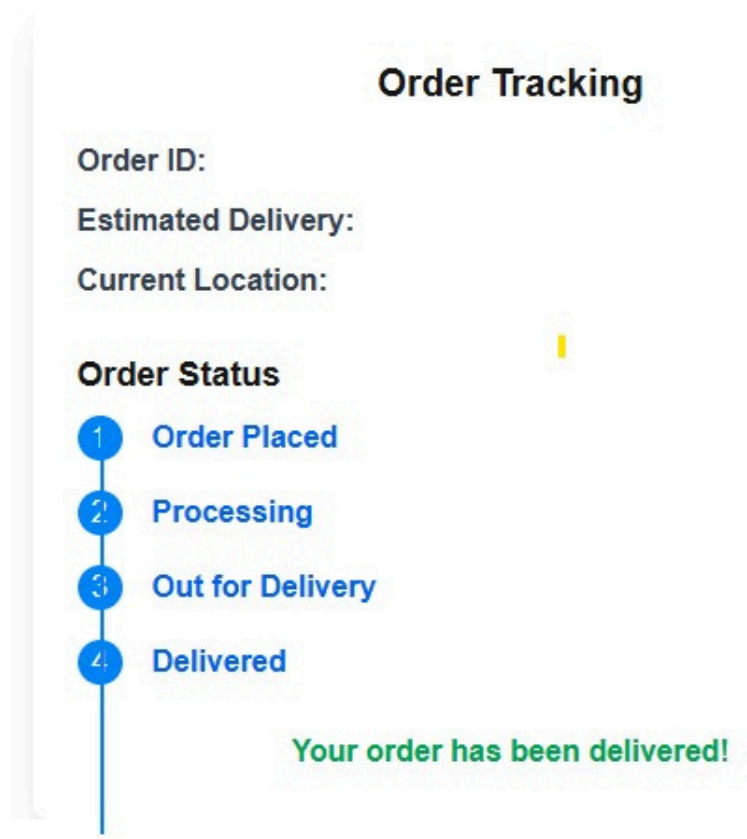 Order Tracking
Order ID:
Estimated Delivery:
Current Location:
Order Status
1 Order Placed
2 Processing
3 Out for Delivery
4 Delivered
Your order has been delivered!